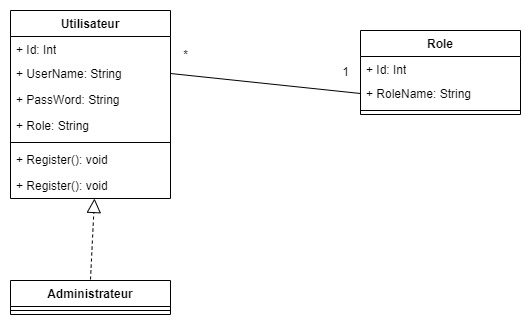 Utilisateur
+ Id: Int
+ UserName: String
+ PassWord: String
+ Role: String
+ Register(): void
+ Register(): void
*
1
Role
+ Id: Int
+ RoleName: String
Administrateur